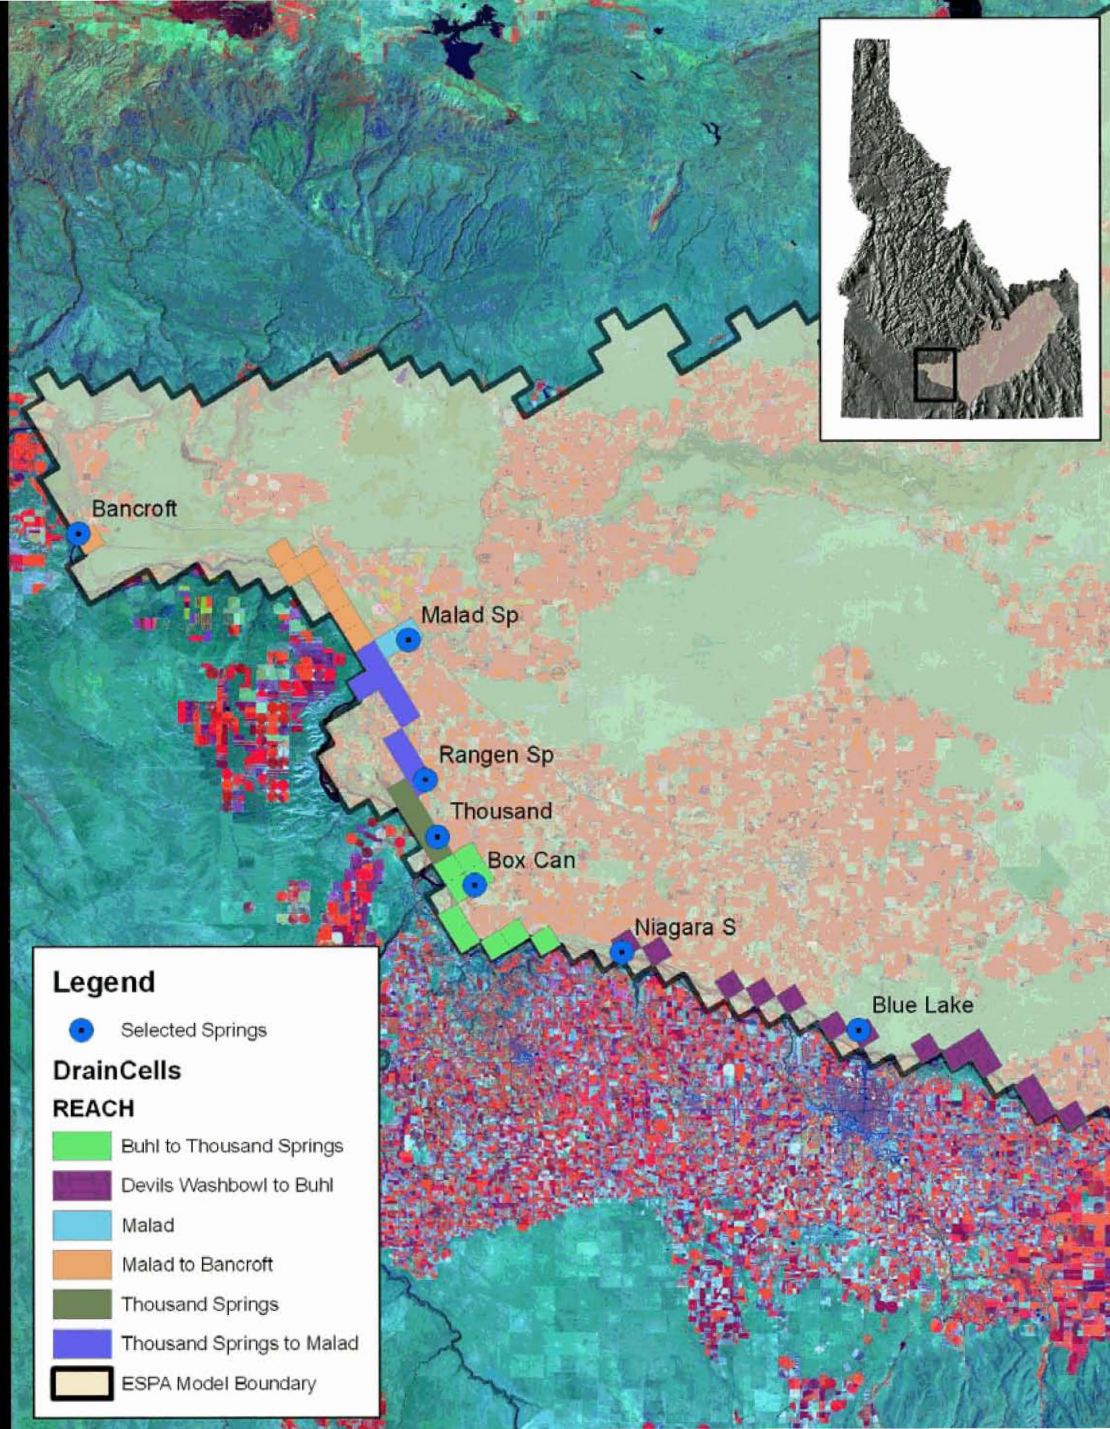 Bancroft
Malad Sp
Rangen Sp
Thousand
Box Can
Niagara S
Blue Lake
Legend
Selected Springs
DrainCells
REACH
Buhl to Thousand Springs
Devils Washbowl to Buhl
Malad
Malad to Bancroft
Thousand Springs
Thousand Springs to Malad
ESPA Model Boundary